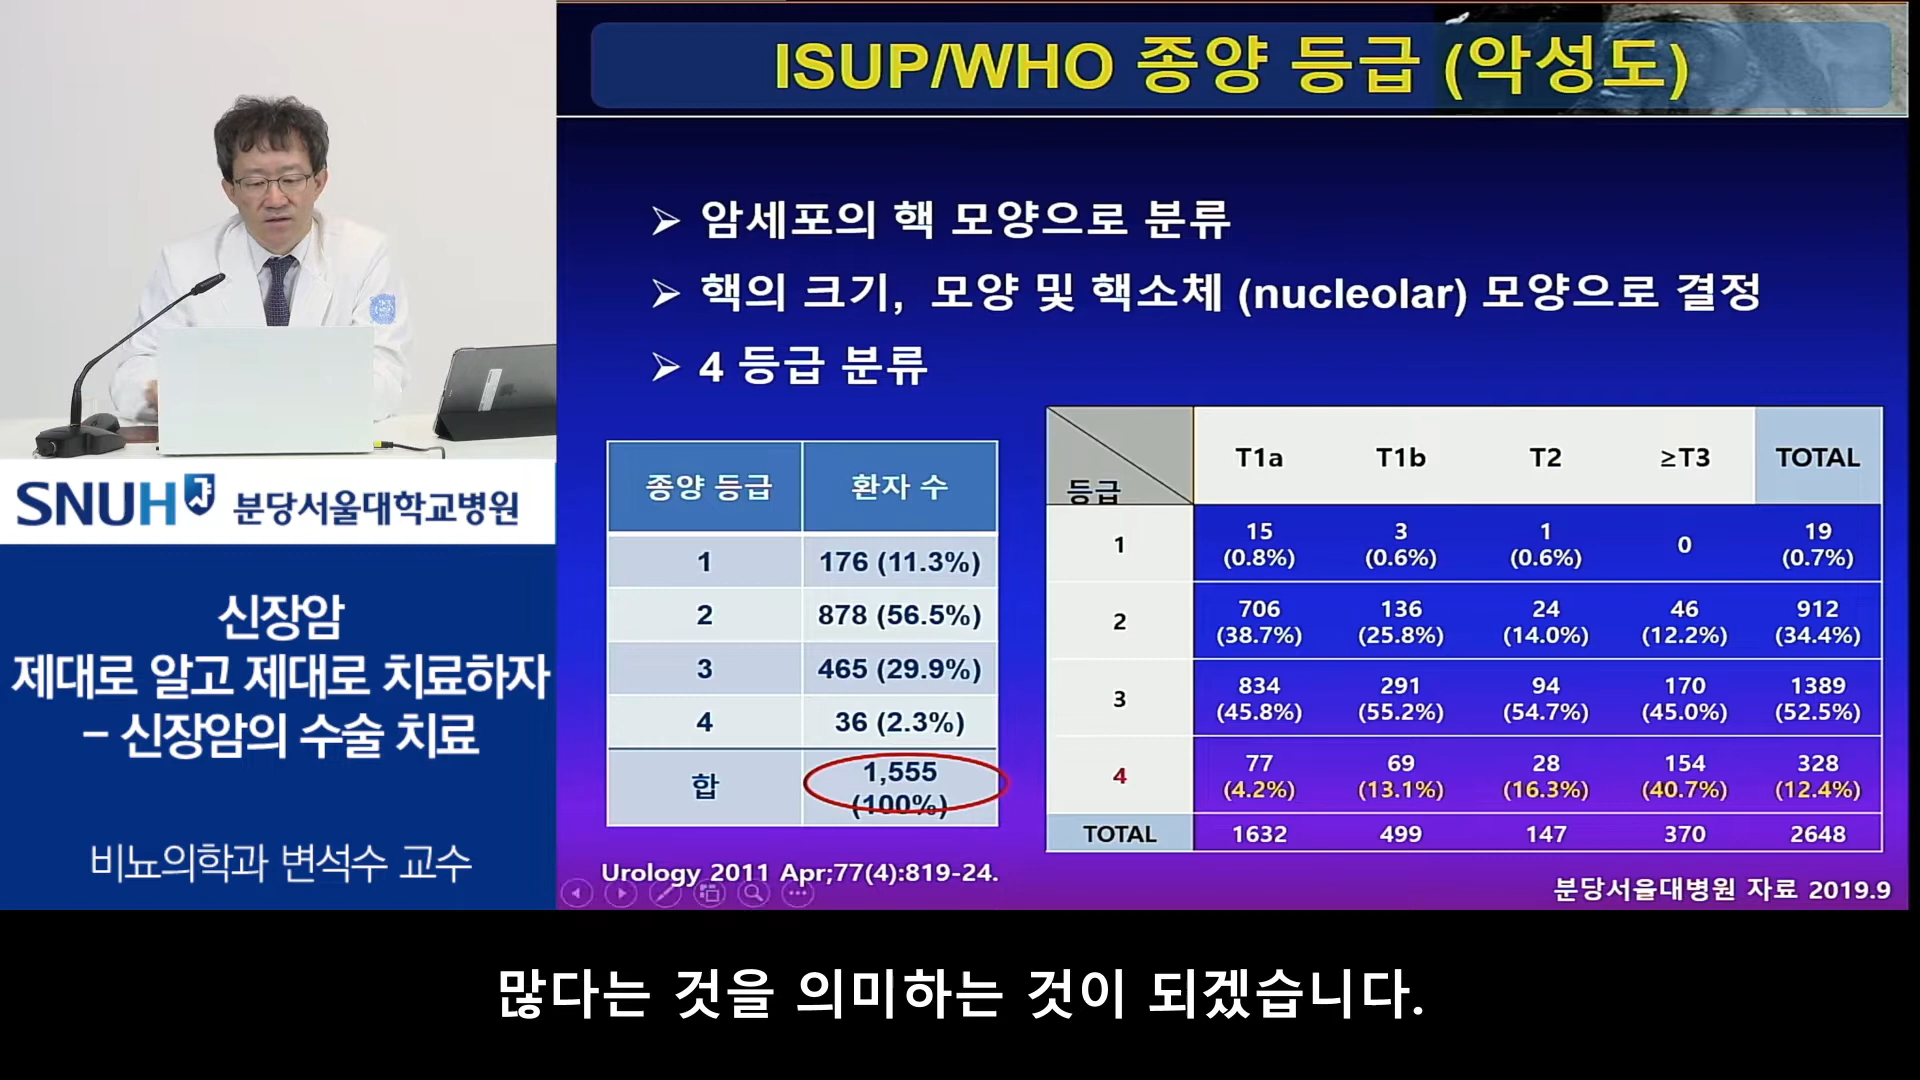 ISUP/WHO 종양 등급 (악성도)
➢ 암세포의 핵 모양으로 분류
➢ 핵의 크기, 모양 및 핵소체 (nucleolar) 모양으로 결정
➢ 4 등급 분류
종양 등급 환자 수
1 176 (11.3%)
2 878 (56.5%)
3 465 (29.9%)
4 36 (2.3%)
합 1,555
(100%)
Urology 2011 Apr;77(4):819-24.
등급 T1a T1b T2 ≥T3 TOTAL
1 15 3 1 0 19
(0.8%) (0.6%) (0.6%) (0.7%)
2 706 136 24 46 912
(38.7%) (25.8%) (14.0%) (12.2%) (34.4%)
3 834 291 94 170 1389
(45.8%) (55.2%) (54.7%) (45.0%) (52.5%)
4 77 69 28 154 328
(4.2%) (13.1%) (16.3%) (40.7%) (12.4%)
TOTAL 1632 499 147 370 2648
분당서울대병원 자료 2019.9
SNUH 분당서울대학교병원
신장암
제대로 알고 제대로 치료하자
– 신장암의 수술 치료
비뇨의학과 변석수 교수
많다는 것을 의미하는 것이 되겠습니다.